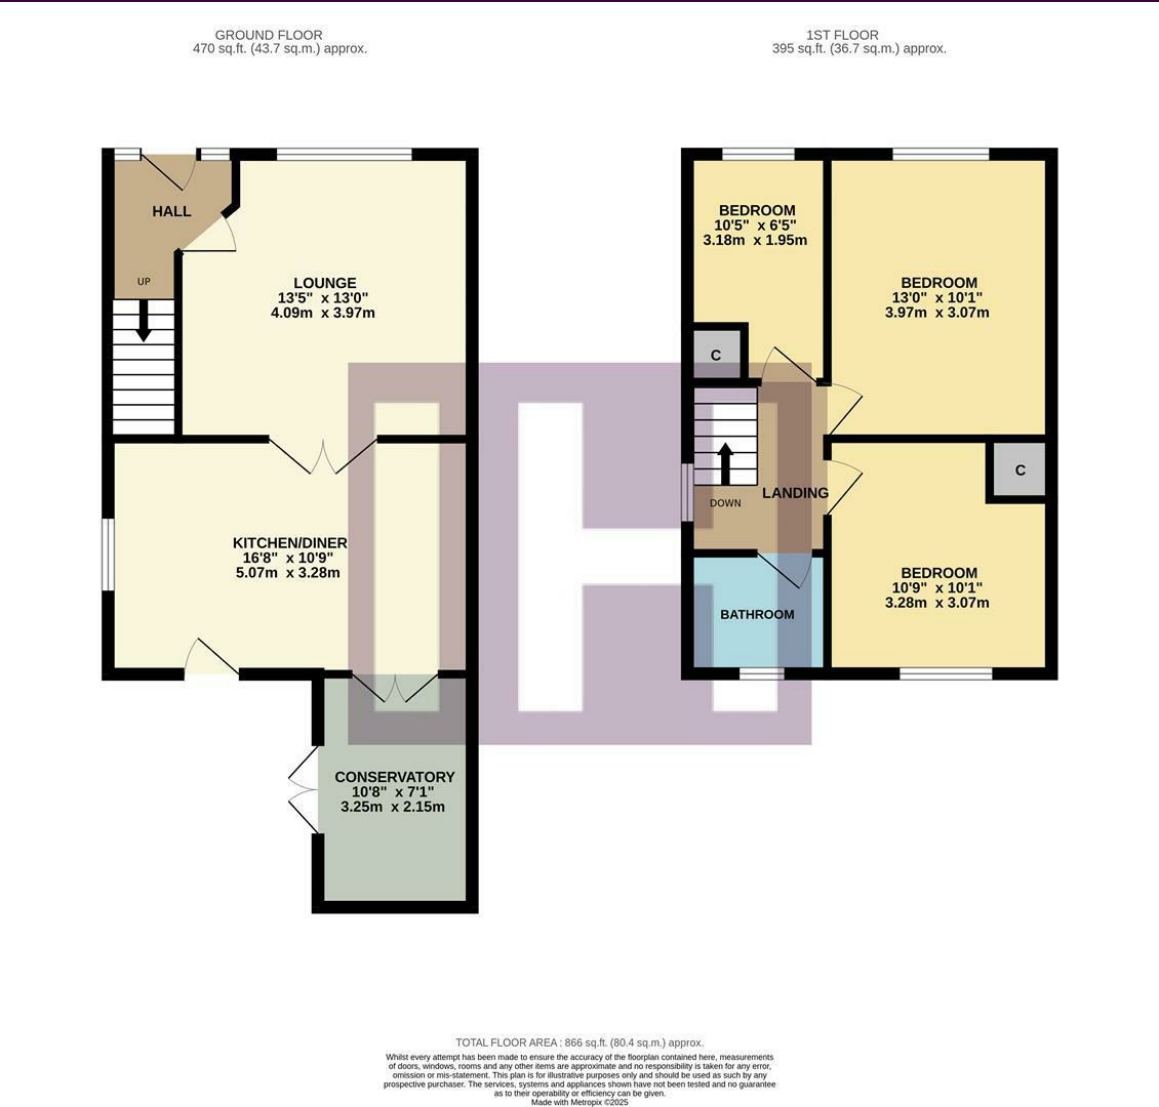 GROUND FLOOR
470 sq.ft. (43.7 sq.m.) approx.
1ST FLOOR
395 sq.ft. (36.7 sq.m.) approx.
HALL
UP
LOUNGE
13'5" x 13'0"
4.09m x 3.97m
KITCHEN/DINER
16'8" x 10'9"
5.07m x 3.28m
CONSERVATORY
10'8" x 7'1"
3.25m x 2.15m
BEDROOM
10'5" x 6'5"
3.18m x 1.95m
BEDROOM
13'0" x 10'1"
3.97m x 3.07m
C
C
DOWN
LANDING
BEDROOM
10'9" x 10'1"
3.28m x 3.07m
BATHROOM
TOTAL FLOOR AREA : 866 sq.ft. (80.4 sq.m.) approx.
Whilst every attempt has been made to ensure the accuracy of the floorplan contained here, measurements
of doors, windows, rooms and any other items are approximate and no responsibility is taken for any error,
omission or mis-statement. This plan is for illustrative purposes only and should be used as such by any
prospective purchaser. The services, systems and appliances shown have not been tested and no guarantee
as to their operability or efficiency can be given.
Made with Metropix ©2025